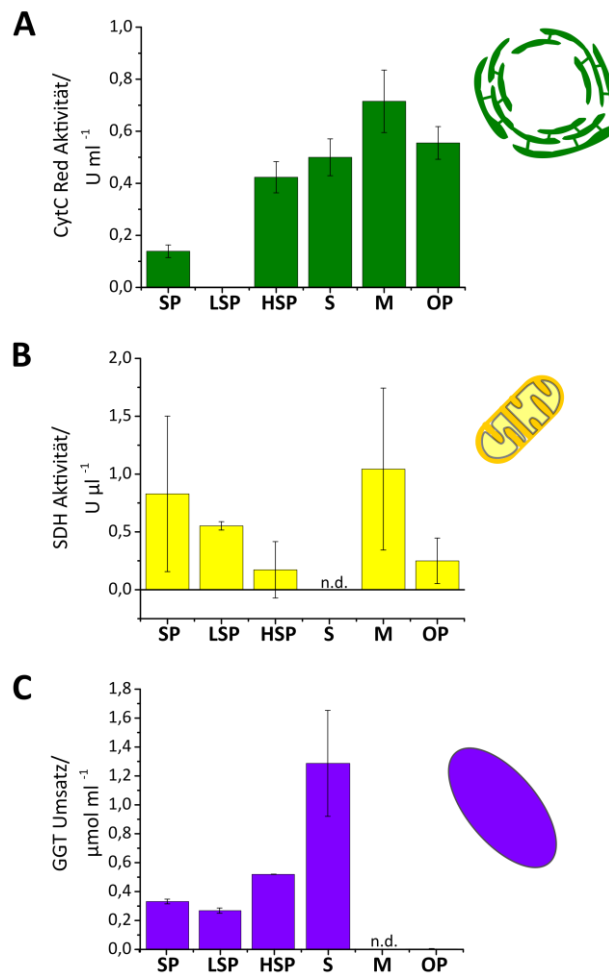 A
CytC Red Aktivität/
U ml -1
1,0
0,8
0,6
0,4
0,2
0,0
SP LSP HSP S M OP
B
SDH Aktivität/
U µl -1
2,0
1,5
1,0
0,5
0,0
n.d.
SP LSP HSP S M OP
C
GGT Umsatz/
µmol ml -1
1,8
1,6
1,4
1,2
1,0
0,8
0,6
0,4
0,2
0,0
n.d.
SP LSP HSP S M OP